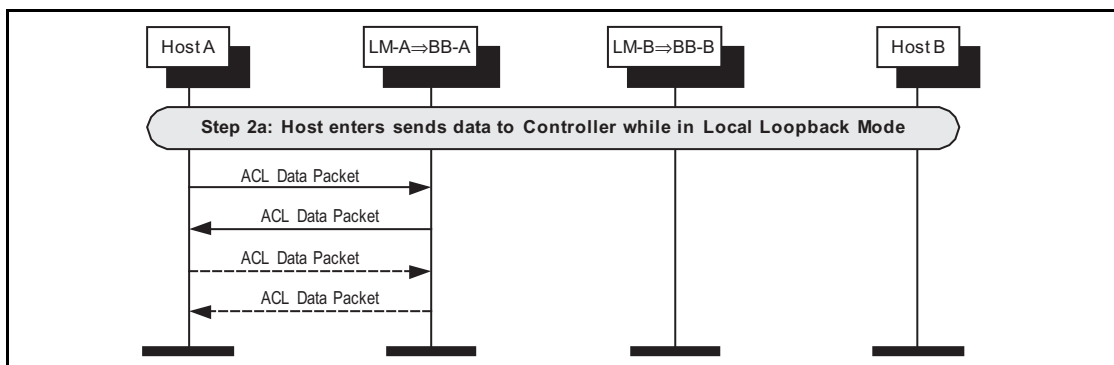 Host A
LM-A⇒BB-A
LM-B⇒BB-B
Host B
Step 2a: Host enters sends data to Controller while in Local Loopback Mode
ACL Data Packet
ACL Data Packet
ACL Data Packet
ACL Data Packet